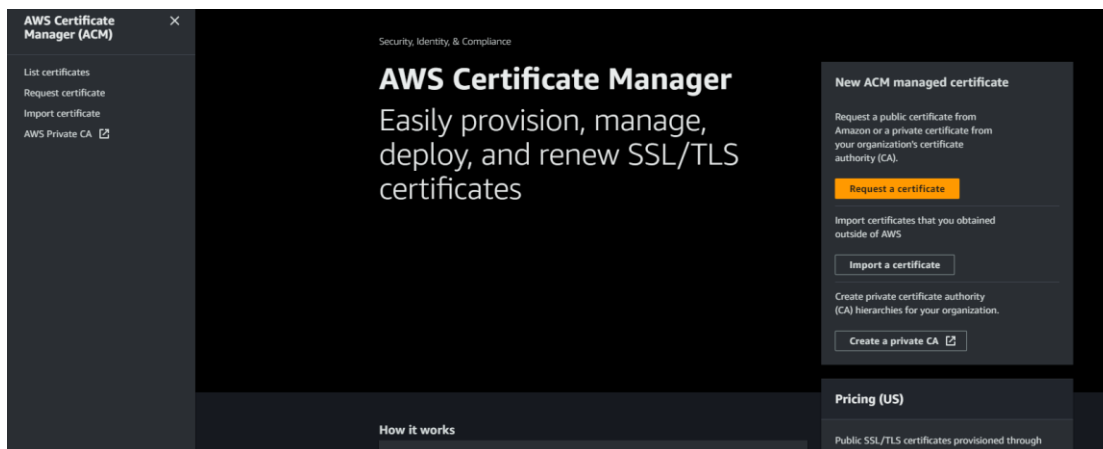 AWS Certificate
Manager (ACM)
List certificates
Request certificate
Import certificate
AWS Private CA
Security, Identity, & Compliance
AWS Certificate Manager
Easily provision, manage,
deploy, and renew SSL/TLS
certificates
New ACM managed certificate
Request a public certificate from
Amazon or a private certificate from
your organization's certificate
authority (CA).
Request a certificate
Import certificates that you obtained
outside of AWS
Import a certificate
Create private certificate authority
(CA) hierarchies for your organization.
Create a private CA
Pricing (US)
Public SSL/TLS certificates provisioned through
How it works